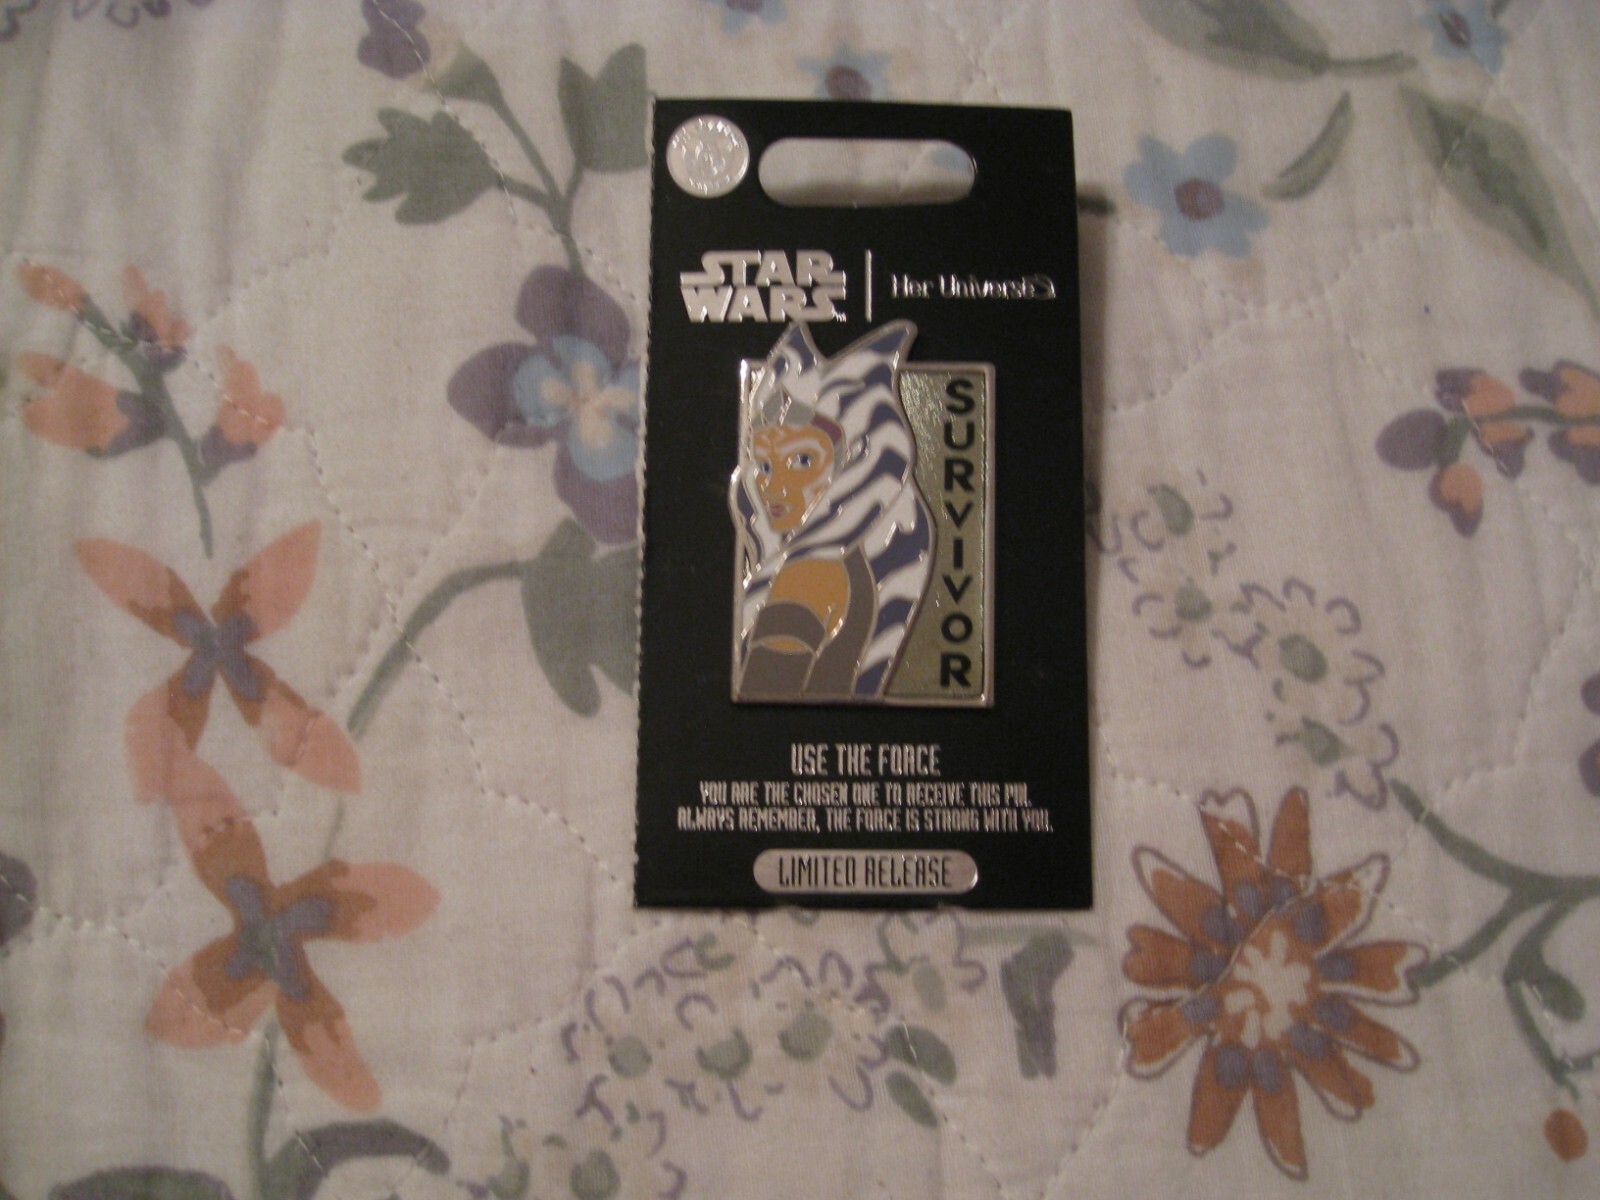 STAR WARS™ | Her Universe
SURVIVOR
USE THE FORCE
YOU ARE THE CHOSEN ONE TO RECEIVE THIS PIN.
ALWAYS REMEMBER, THE FORCE IS STRONG WITH YOU.
LIMITED RELEASE